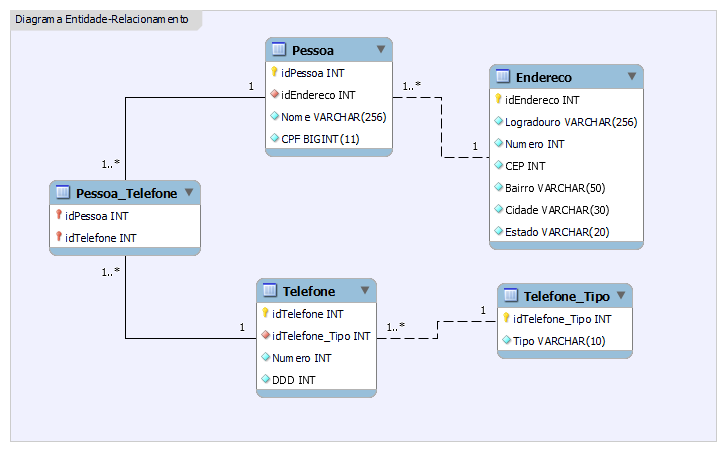 Diagrama Entidade-Relacionamento
Pessoa
idPessoa INT
idEndereco INT
Nome VARCHAR(256)
CPF BIGINT(11)
1
1..*
Endereco
idEndereco INT
Logradouro VARCHAR(256)
Numero INT
CEP INT
Bairro VARCHAR(50)
Cidade VARCHAR(30)
Estado VARCHAR(20)
1
1..*
Pessoa_Telefone
idPessoa INT
idTelefone INT
1..*
1
Telefone
idTelefone INT
idTelefone_Tipo INT
Numero INT
DDD INT
1..*
1
Telefone_Tipo
idTelefone_Tipo INT
Tipo VARCHAR(10)